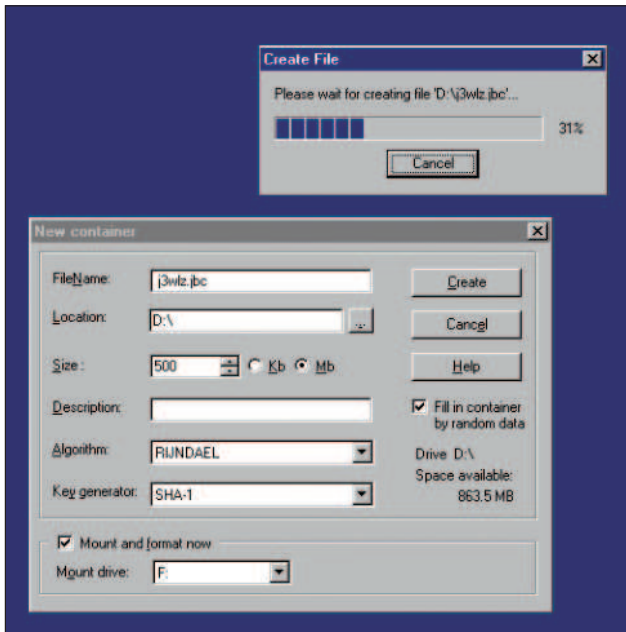 Create File
Please wait for creating file 'D:\j3wlz.jbc'...
31%
Cancel
New container
FileName: j3wlz.jbc
Create
Location: D:\ ...
Cancel
Size: 500 Kb Mb
Help
Description:
Fill in container
by random data
Algorithm: RIJNDAEL
Drive D:\
Space available:
863.5 MB
Key generator: SHA-1
Mount and format now
Mount drive: F: